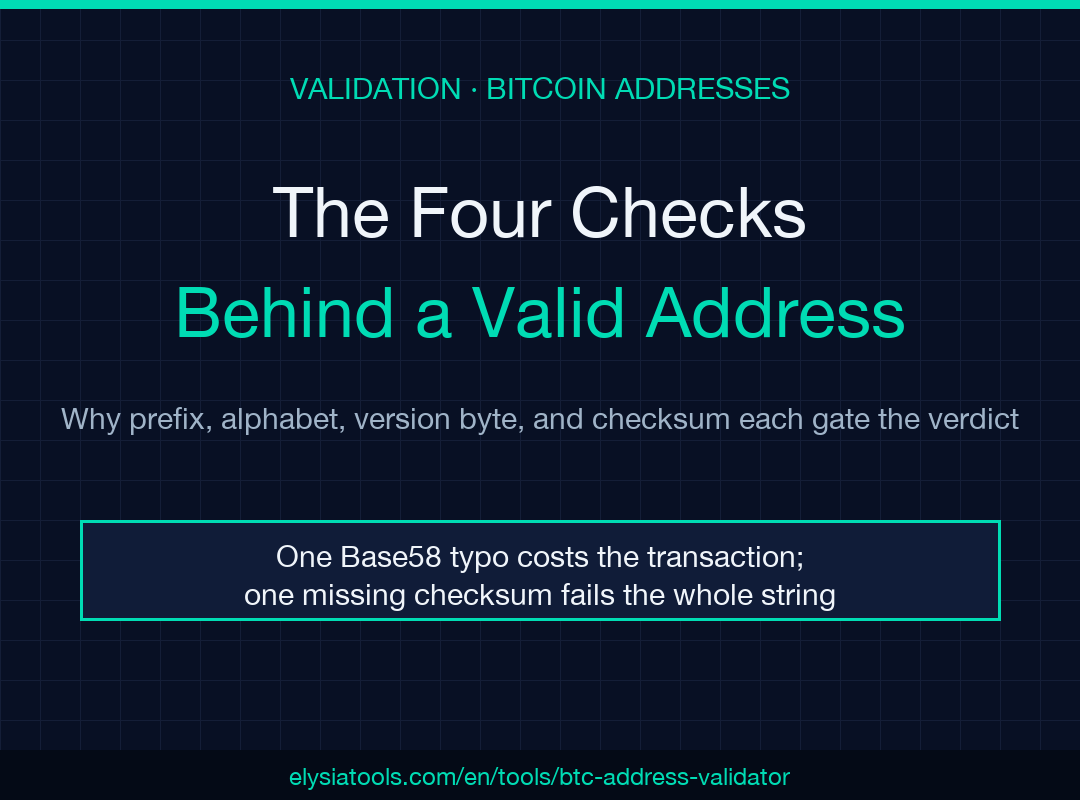 VALIDATION · BITCOIN ADDRESSES
The Four Checks
Behind a Valid Address
Why prefix, alphabet, version byte, and checksum each gate the verdict
One Base58 typo costs the transaction;
one missing checksum fails the whole string
elysiatools.com/en/tools/btc-address-validator